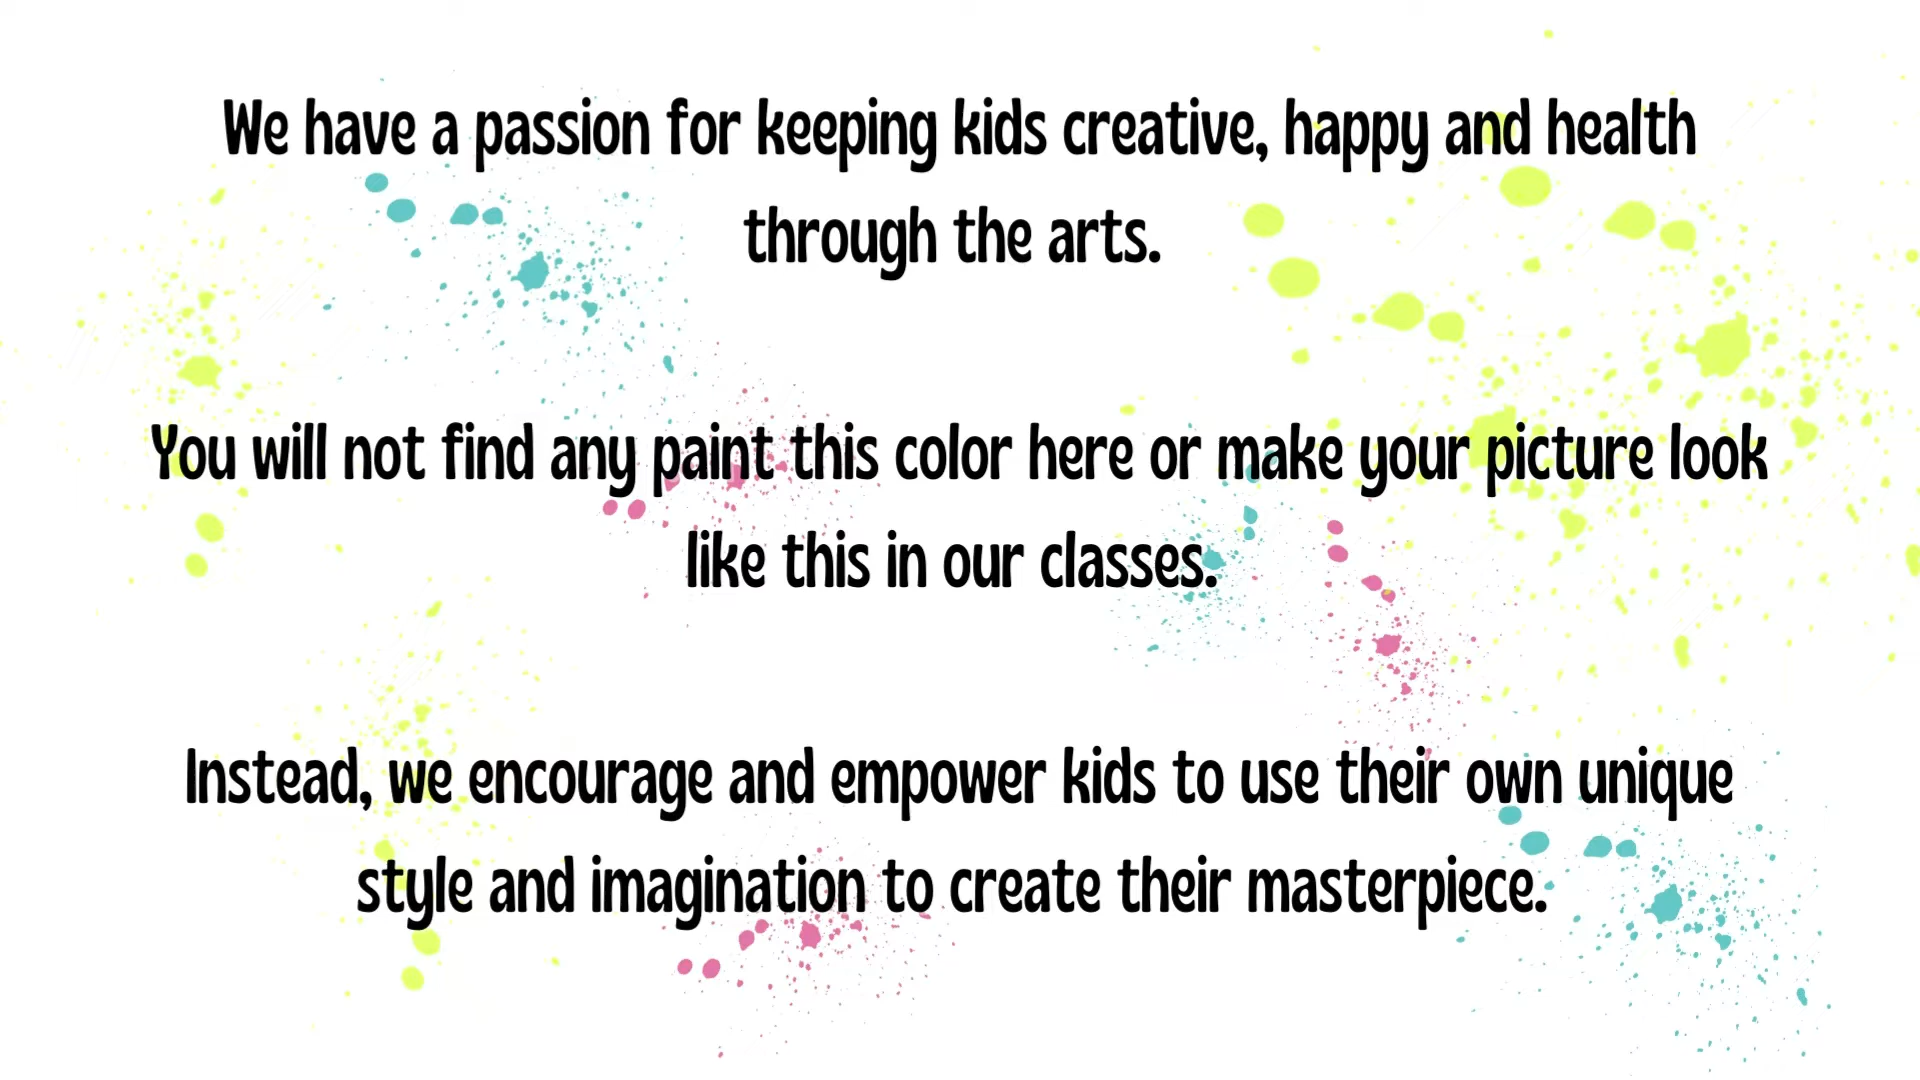 We have a passion for keeping kids creative, happy and health
through the arts.
You will not find any paint this color here or make your picture look
like this in our classes.
Instead, we encourage and empower kids to use their own unique
style and imagination to create their masterpiece.